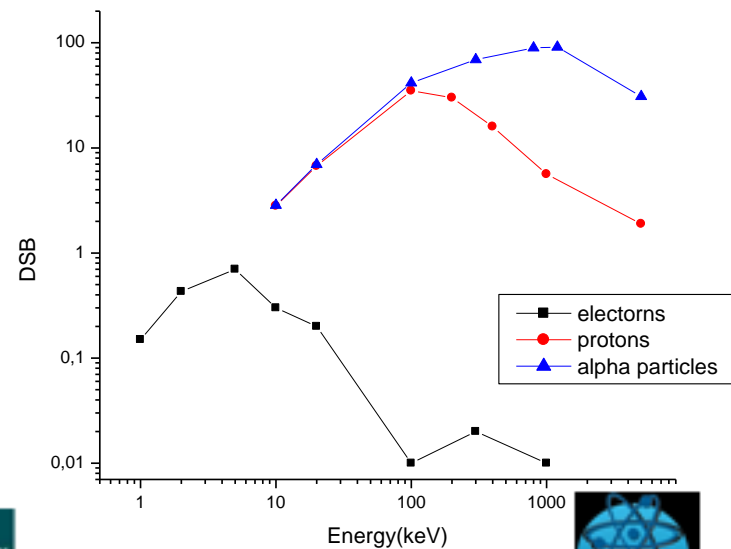 100
10
1
0,1
0,01
DSB
electorns
protons
alpha particles
1 10 100 1000
Energy(keV)